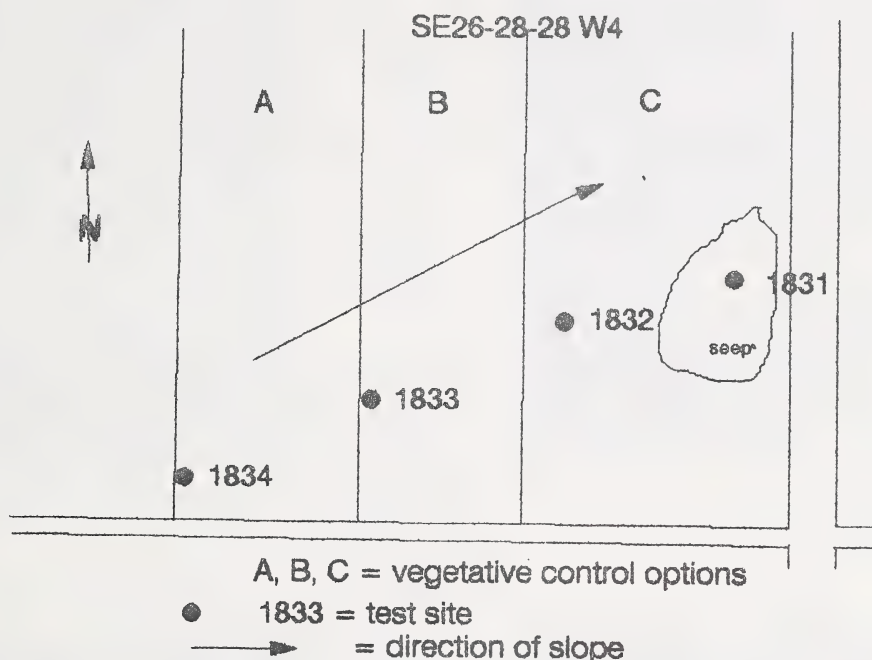 SE26-28-28 W4
A B C
N
1831
1832
seep
1833
1834
A, B, C = vegetative control options
1833 = test site
= direction of slope